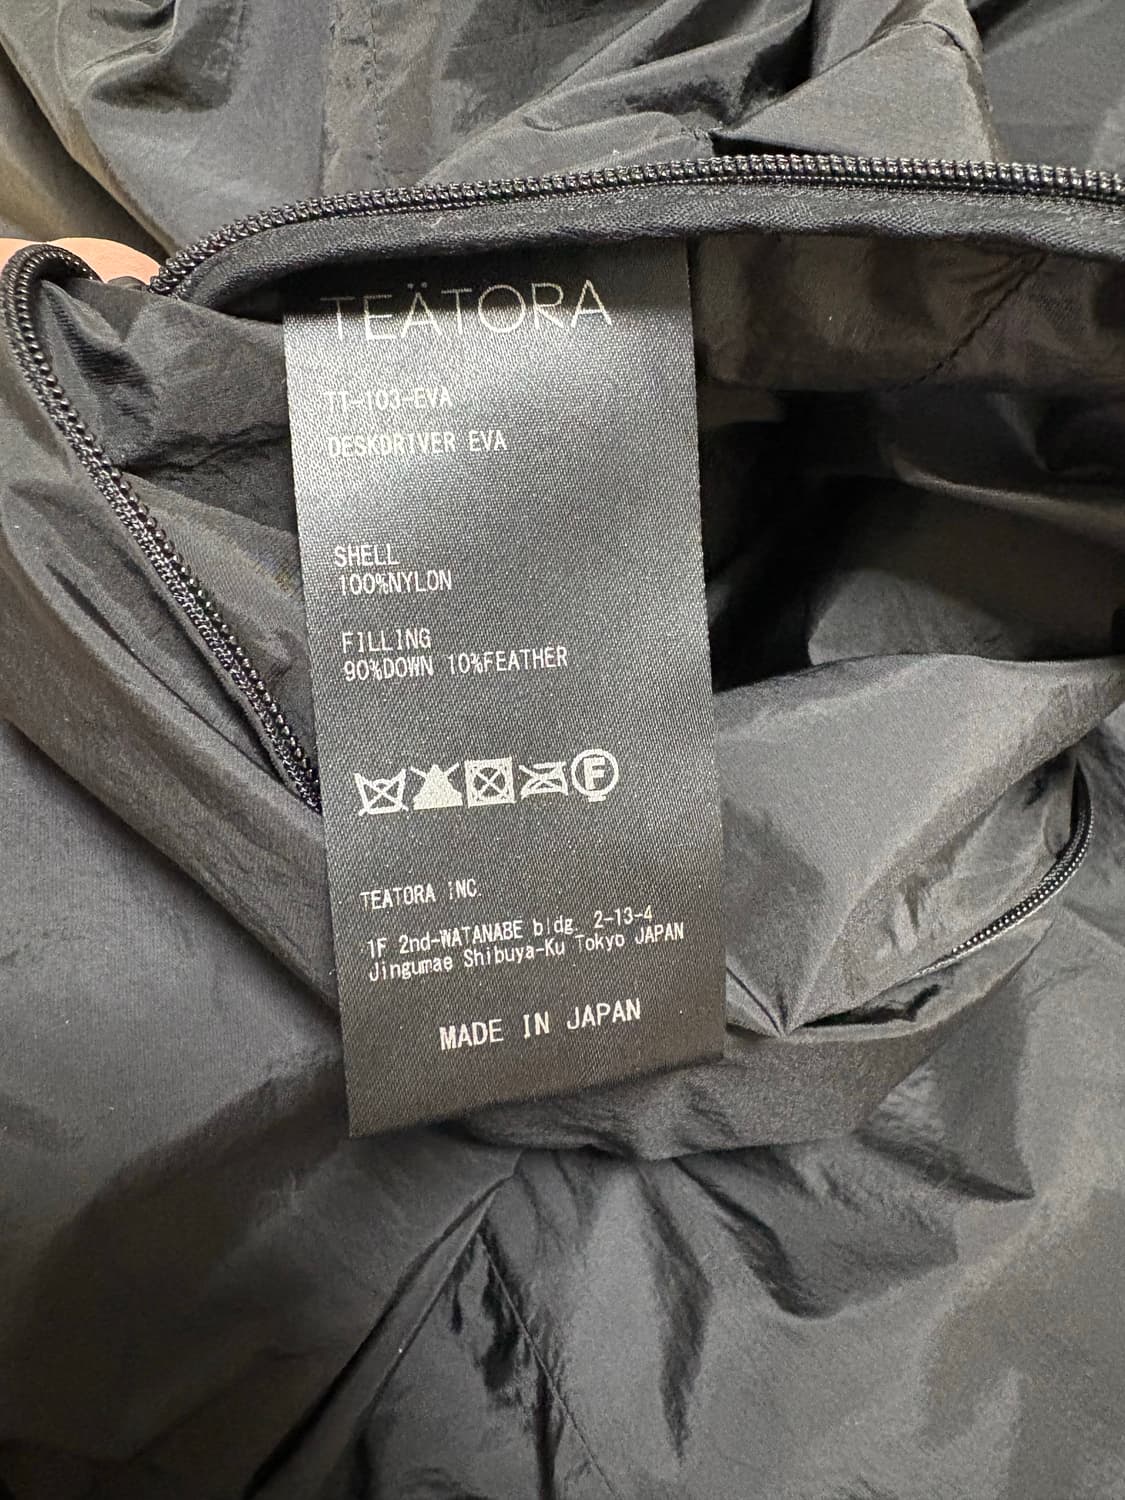 TEÄTORA
TT-103-EVA
DESKDRIVER EVA
SHELL
100%NYLON
FILLING
90%DOWN 10%FEATHER
F
TEATORA INC.
1F 2nd-WATANABE bldg. 2-13-4
Jingumae Shibuya-Ku Tokyo JAPAN
MADE IN JAPAN